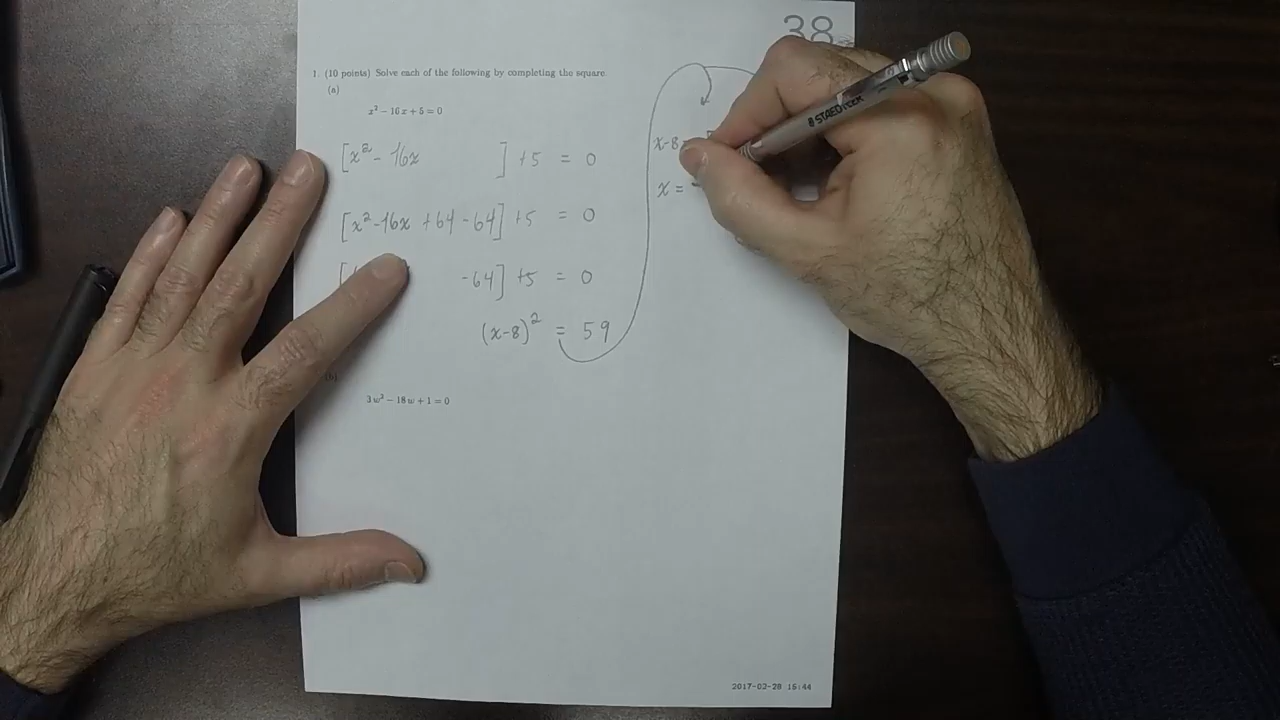 38
1. (10 points) Solve each of the following by completing the square.
(a)
x² − 16x + 5 = 0
[x² - 16x ] + 5 = 0
[x² - 16x + 64 - 64] + 5 = 0
- 64] + 5 = 0
(x-8)² = 59
x-8
x =
(b)
3w² − 18w + 1 = 0
STAEDTLER
2017-02-28 15:44